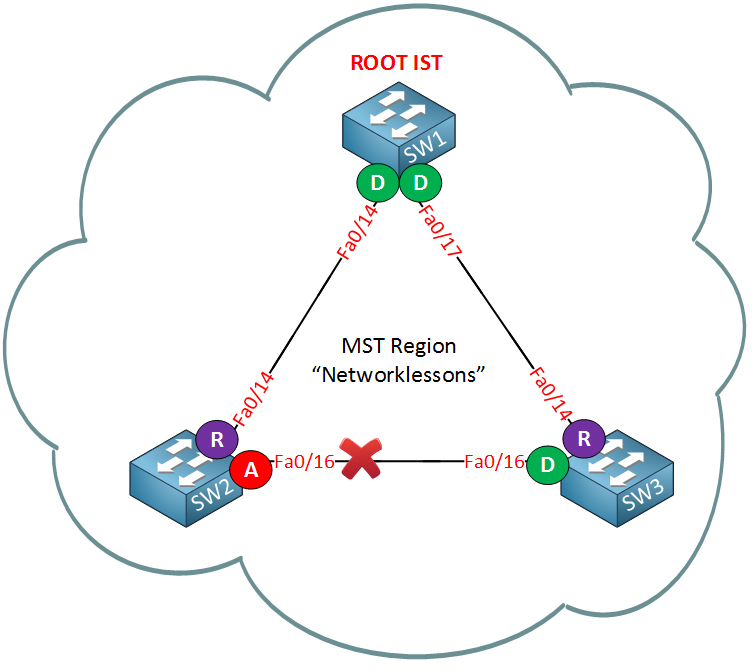 ROOT IST
SW1
D
D
Fa0/14
Fa0/17
MST Region
“Networklessons”
Fa0/14
Fa0/14
R
R
A
Fa0/16
Fa0/16
D
SW2
SW3